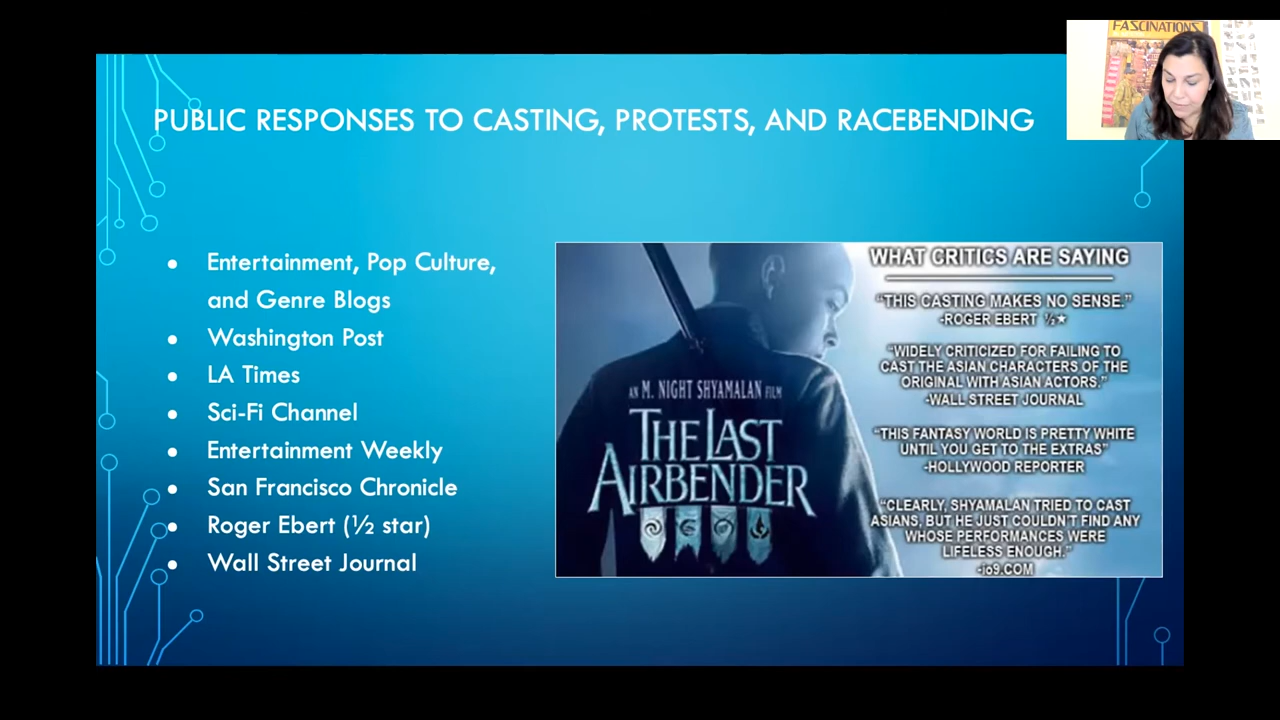 FASCINATIONS
PUBLIC RESPONSES TO CASTING, PROTESTS, AND RACEBENDING
• Entertainment, Pop Culture,
and Genre Blogs
• Washington Post
• LA Times
• Sci-Fi Channel
• Entertainment Weekly
• San Francisco Chronicle
• Roger Ebert (½ star)
• Wall Street Journal
AN M. NIGHT SHYAMALAN FILM
THE LAST
AIRBENDER
WHAT CRITICS ARE SAYING
"THIS CASTING MAKES NO SENSE."
-ROGER EBERT ½★
"WIDELY CRITICIZED FOR FAILING TO
CAST THE ASIAN CHARACTERS OF THE
ORIGINAL WITH ASIAN ACTORS."
-WALL STREET JOURNAL
"THIS FANTASY WORLD IS PRETTY WHITE
UNTIL YOU GET TO THE EXTRAS"
-HOLLYWOOD REPORTER
"CLEARLY, SHYAMALAN TRIED TO CAST
ASIANS, BUT HE JUST COULDN'T FIND ANY
WHOSE PERFORMANCES WERE
LIFELESS ENOUGH."
-io9.COM